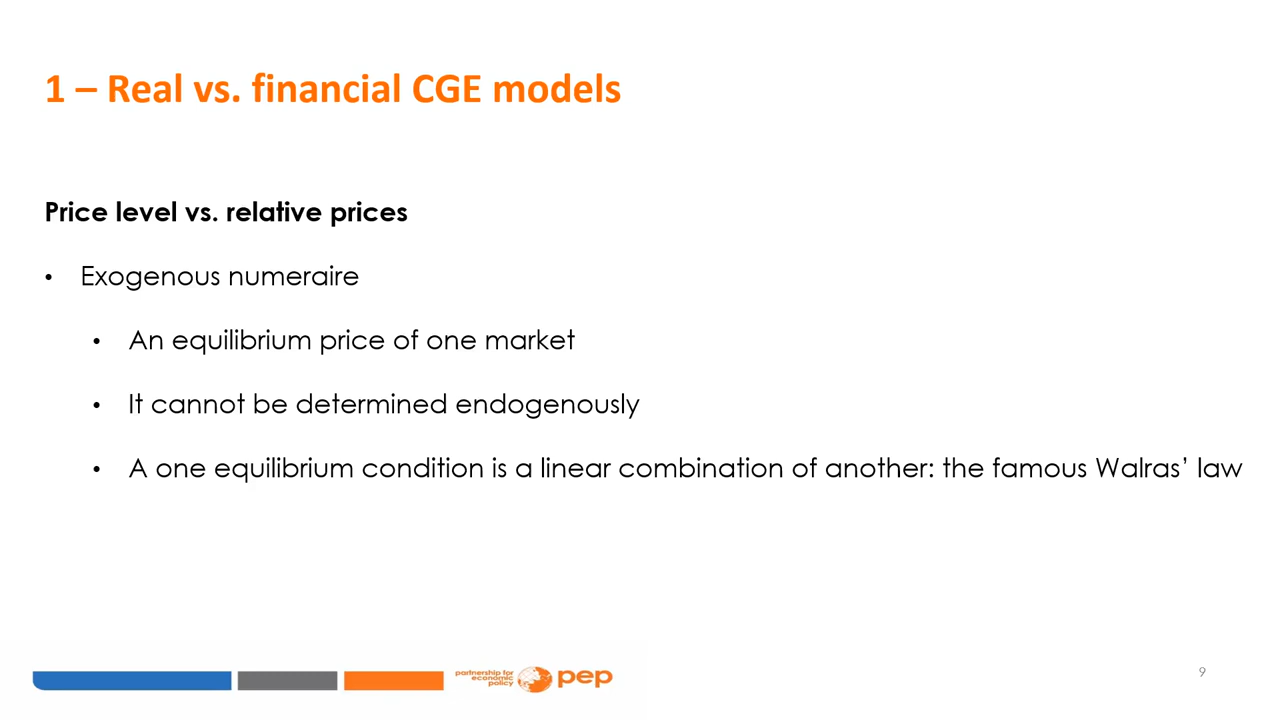 1 – Real vs. financial CGE models
Price level vs. relative prices
• Exogenous numeraire
• An equilibrium price of one market
• It cannot be determined endogenously
• A one equilibrium condition is a linear combination of another: the famous Walras’ law
partnership for
economic
policy
pep
9